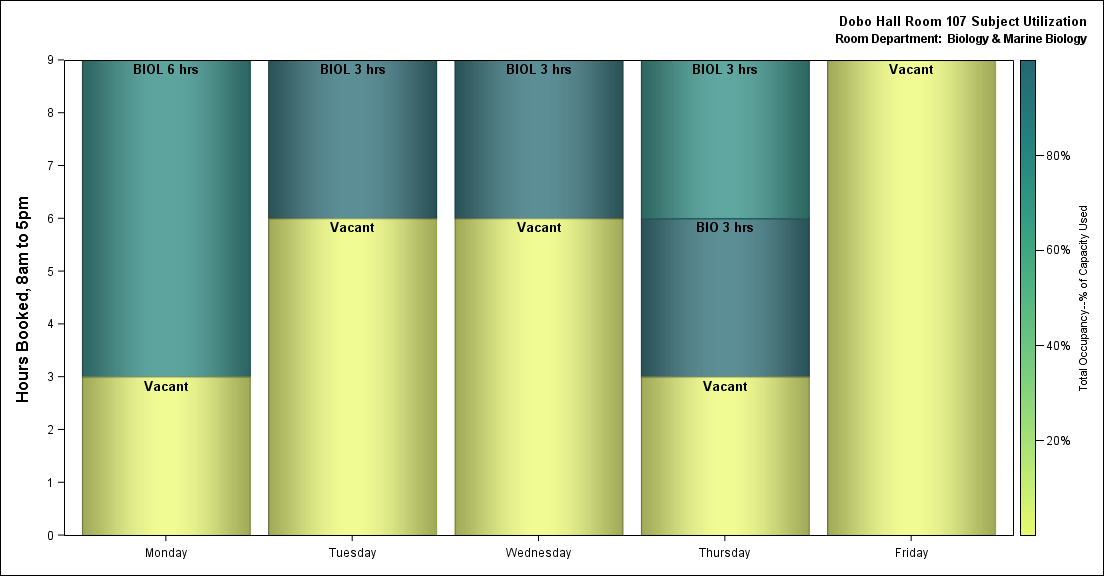 Dobo Hall Room 107 Subject Utilization
Room Department: Biology & Marine Biology
Hours Booked, 8am to 5pm
9
8
7
6
5
4
3
2
1
0
BIOL 6 hrs
Vacant
BIOL 3 hrs
Vacant
BIOL 3 hrs
Vacant
BIOL 3 hrs
BIO 3 hrs
Vacant
Vacant
Monday
Tuesday
Wednesday
Thursday
Friday
80%
60%
40%
20%
Total Occupancy--% of Capacity Used